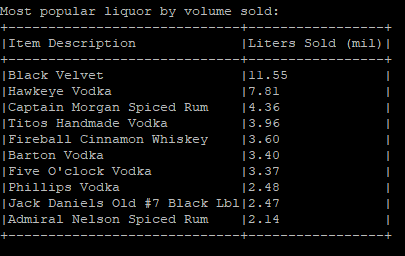 Most popular liquor by volume sold:
+--------------------------+-----------------+
|Item Description          |Liters Sold (mil)|
+--------------------------+-----------------+
|Black Velvet              |11.55            |
|Hawkeye Vodka             |7.81             |
|Captain Morgan Spiced Rum |4.36             |
|Titos Handmade Vodka      |3.96             |
|Fireball Cinnamon Whiskey |3.60             |
|Barton Vodka              |3.40             |
|Five O'clock Vodka        |3.37             |
|Phillips Vodka            |2.48             |
|Jack Daniels Old #7 Black Lbl|2.47             |
|Admiral Nelson Spiced Rum |2.14             |
+--------------------------+-----------------+